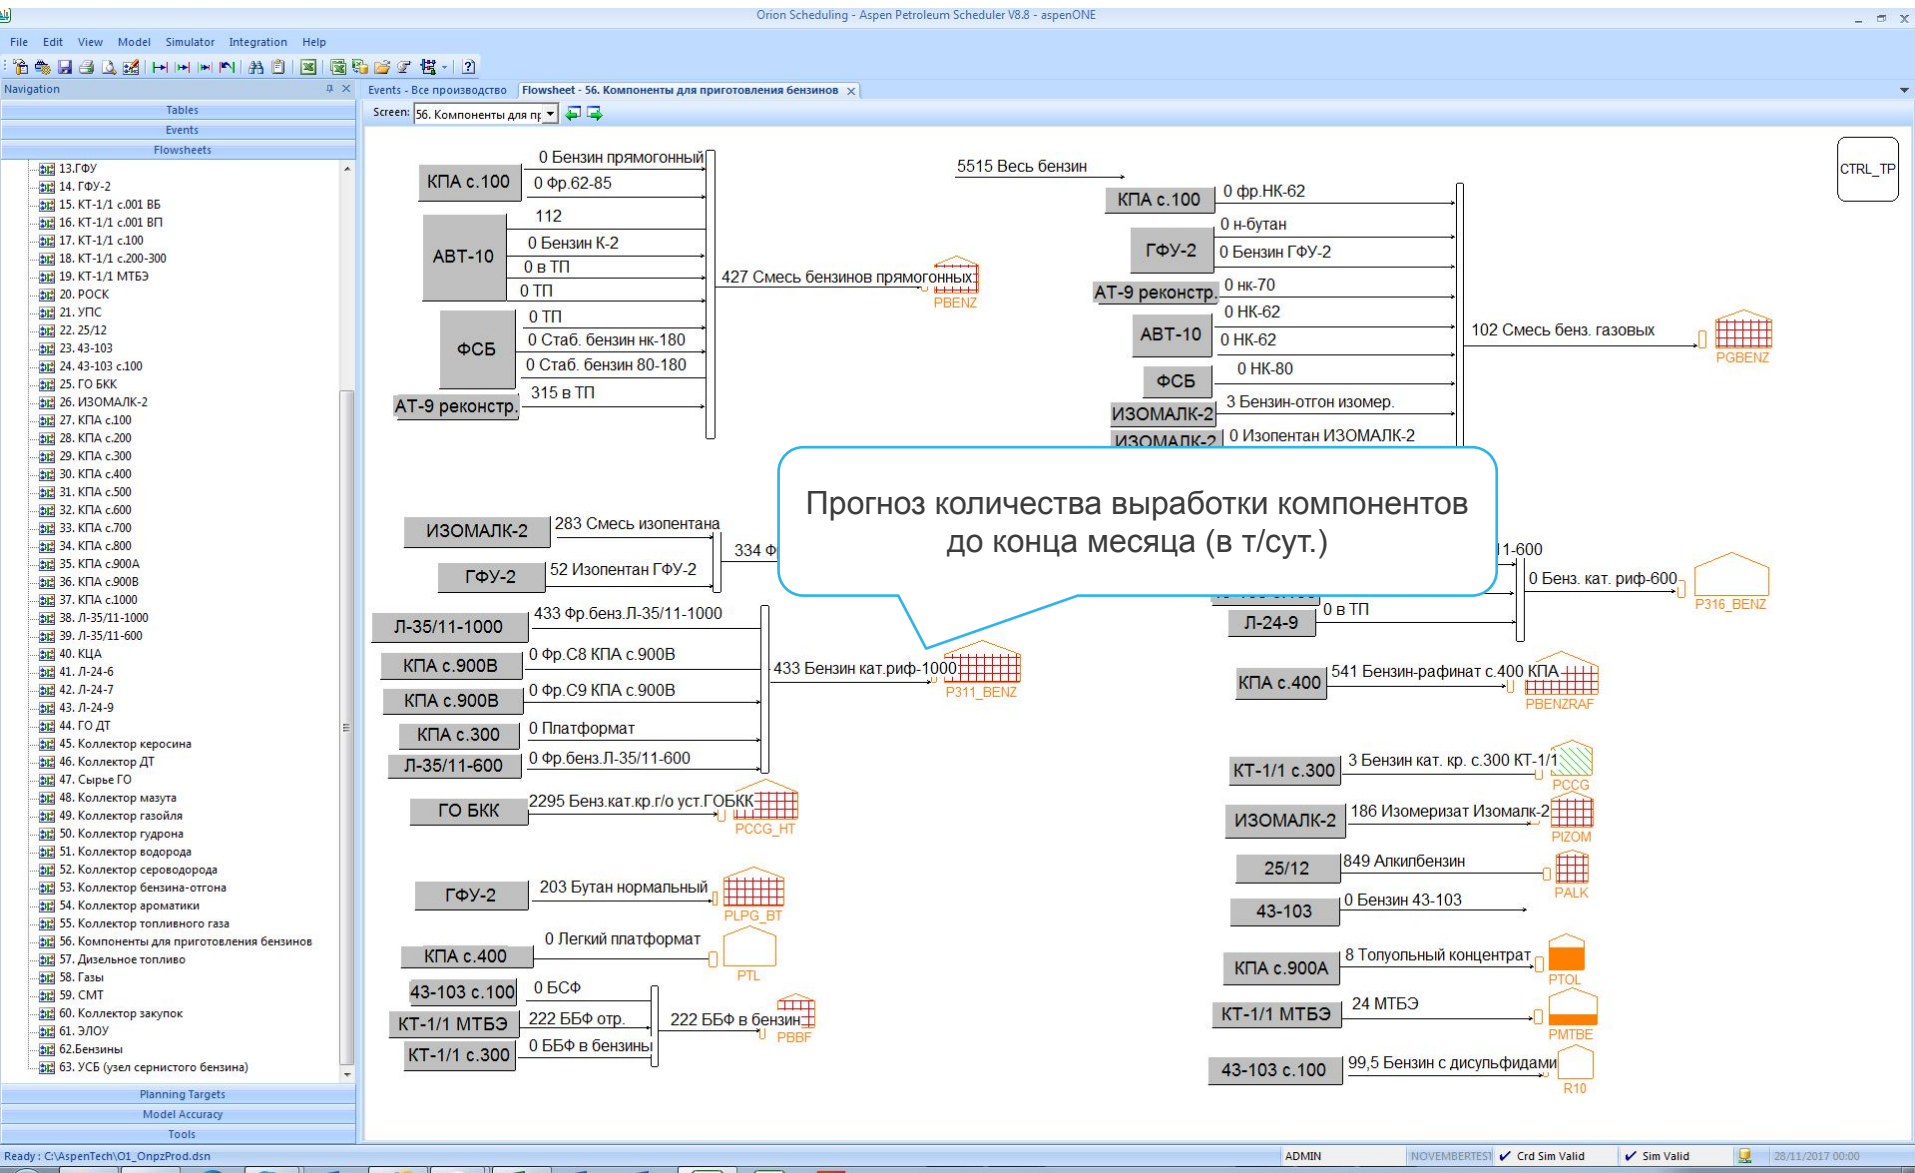 Orion Scheduling - Aspen Petroleum Scheduler V8.8 - aspenONE
File Edit View Model Simulator Integration Help
Navigation
Events - Все производство
Flowsheet - 56. Компоненты для приготовления бензинов
Tables
Screen: 56. Компоненты для пр
Events
Flowsheets
13.ГФУ
14. ГФУ-2
15. КТ-1/1 с.001 ВБ
16. КТ-1/1 с.001 ВП
17. КТ-1/1 с.100
18. КТ-1/1 с.200-300
19. КТ-1/1 МТБЭ
20. РОСК
21. УПС
22. 25/12
23. 43-103
24. 43-103 с.100
25. ГО БКК
26. ИЗОМАЛК-2
27. КПА с.100
28. КПА с.200
29. КПА с.300
30. КПА с.400
31. КПА с.500
32. КПА с.600
33. КПА с.700
34. КПА с.800
35. КПА с.900А
36. КПА с.900В
37. КПА с.1000
38. Л-35/11-1000
39. Л-35/11-600
40. КЦА
41. Л-24-6
42. Л-24-7
43. Л-24-9
44. ГО ДТ
45. Коллектор керосина
46. Коллектор ДТ
47. Сырье ГО
48. Коллектор мазута
49. Коллектор газойля
50. Коллектор гудрона
51. Коллектор водорода
52. Коллектор сероводорода
53. Коллектор бензина-отгона
54. Коллектор ароматики
55. Коллектор топливного газа
56. Компоненты для приготовления бензинов
57. Дизельное топливо
58. Газы
59. СМТ
60. Коллектор закупок
61. ЭЛОУ
62.Бензины
63. УСБ (узел сернистого бензина)
Planning Targets
Model Accuracy
Tools
КПА с.100
0 Бензин прямогонный
0 Фр.62-85
АВТ-10
112
0 Бензин К-2
0 в ТП
0 ТП
ФСБ
0 ТП
0 Стаб. бензин нк-180
0 Стаб. бензин 80-180
АТ-9 реконстр.
315 в ТП
427 Смесь бензинов прямогонных
PBENZ
5515 Весь бензин
CTRL_TP
КПА с.100
0 фр.НК-62
ГФУ-2
0 н-бутан
0 Бензин ГФУ-2
АТ-9 реконстр.
0 нк-70
АВТ-10
0 НК-62
0 НК-62
ФСБ
0 НК-80
ИЗОМАЛК-2
3 Бензин-отгон изомер.
ИЗОМАЛК-2
0 Изопентан ИЗОМАЛК-2
102 Смесь бенз. газовых
PGBENZ
Прогноз количества выработки компонентов
до конца месяца (в т/сут.)
ИЗОМАЛК-2
283 Смесь изопентана
ГФУ-2
52 Изопентан ГФУ-2
334 Ф
11-600
Л-24-9
0 в ТП
0 Бенз. кат. риф-600
P316_BENZ
Л-35/11-1000
433 Фр.бенз.Л-35/11-1000
КПА с.900В
0 Фр.С8 КПА с.900В
КПА с.900В
0 Фр.С9 КПА с.900В
КПА с.300
0 Платформат
Л-35/11-600
0 Фр.бенз.Л-35/11-600
433 Бензин кат.риф-1000
P311_BENZ
КПА с.400
541 Бензин-рафинат с.400 КПА
PBENZRAF
КТ-1/1 с.300
3 Бензин кат. кр. с.300 КТ-1/1
PCCG
ГО БКК
2295 Бенз.кат.кр.г/о уст.ГОБКК
PCCG_HT
ИЗОМАЛК-2
186 Изомеризат Изомалк-2
PIZOM
25/12
849 Алкилбензин
PALK
43-103
0 Бензин 43-103
ГФУ-2
203 Бутан нормальный
PLPG_BT
КПА с.400
0 Легкий платформат
PTL
КПА с.900А
8 Толуольный концентрат
PTOL
43-103 с.100
0 БСФ
КТ-1/1 МТБЭ
222 ББФ отр.
КТ-1/1 с.300
0 ББФ в бензины
222 ББФ в бензин
PBBF
КТ-1/1 МТБЭ
24 МТБЭ
PMTBE
43-103 с.100
99,5 Бензин с дисульфидами
R10
Ready : C:\AspenTech\O1_OnpzProd.dsn
ADMIN
NOVEMBERTEST
Crd Sim Valid
Sim Valid
28/11/2017 00:00